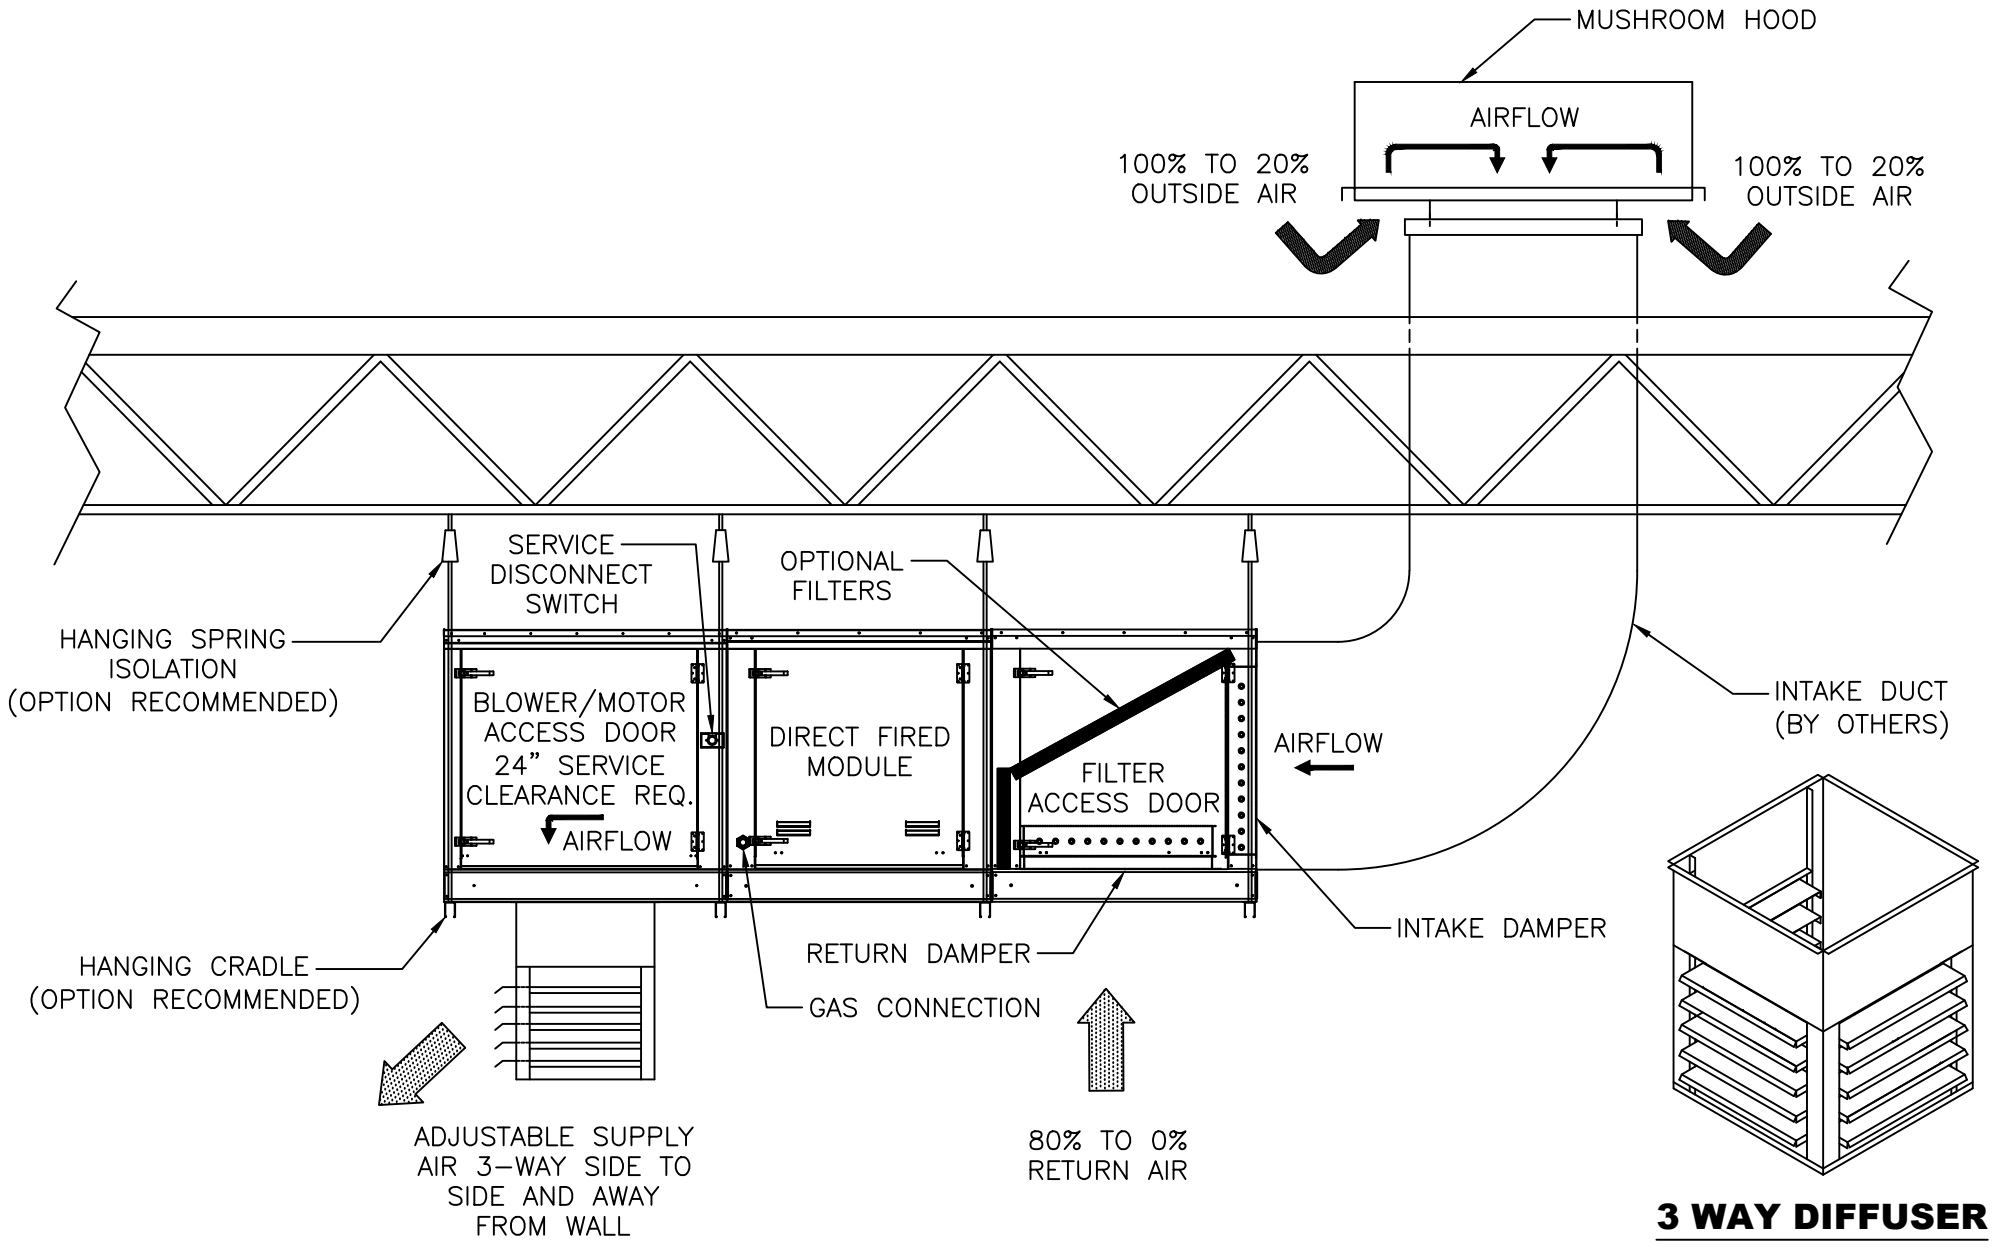 MUSHROOM HOOD
AIRFLOW
100% TO 20%
OUTSIDE AIR
100% TO 20%
OUTSIDE AIR
SERVICE
DISCONNECT
SWITCH
OPTIONAL
FILTERS
HANGING SPRING
ISOLATION
(OPTION RECOMMENDED)
BLOWER/MOTOR
ACCESS DOOR
24” SERVICE
CLEARANCE REQ.
AIRFLOW
DIRECT FIRED
MODULE
FILTER
ACCESS DOOR
AIRFLOW
INTAKE DUCT
(BY OTHERS)
HANGING CRADLE
(OPTION RECOMMENDED)
RETURN DAMPER
GAS CONNECTION
INTAKE DAMPER
ADJUSTABLE SUPPLY
AIR 3-WAY SIDE TO
SIDE AND AWAY
FROM WALL
80% TO 0%
RETURN AIR
3 WAY DIFFUSER